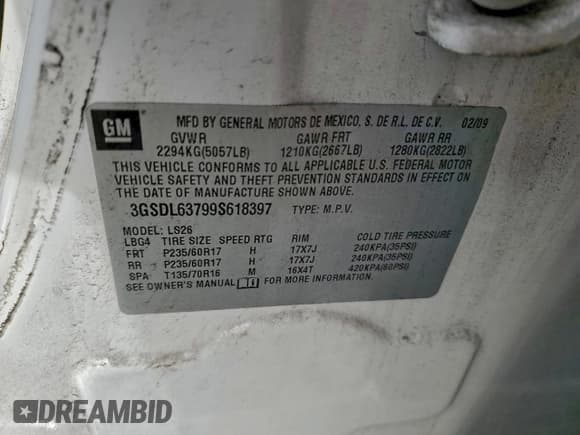 GM
MFD BY GENERAL MOTORS DE MEXICO, S. DE R.L. DE C.V. 02/09
GVWR GAWR FRT GAWR RR
2294KG(5057LB) 1210KG(2667LB) 1280KG(2822LB)
THIS VEHICLE CONFORMS TO ALL APPLICABLE U.S. FEDERAL MOTOR
VEHICLE SAFETY AND THEFT PREVENTION STANDARDS IN EFFECT ON
THE DATE OF MANUFACTURE SHOWN ABOVE.
3GSDL63799S618397 TYPE: M.P.V.
MODEL: LS26
LBG4 TIRE SIZE SPEED RTG RIM COLD TIRE PRESSURE
FRT P235/60R17 H 17X7J 240KPA(35PSI)
RR P235/60R17 H 17X7J 240KPA(35PSI)
SPA T135/70R16 M 16X4T 420KPA(60PSI)
SEE OWNER'S MANUAL FOR MORE INFORMATION.
DREAMBID